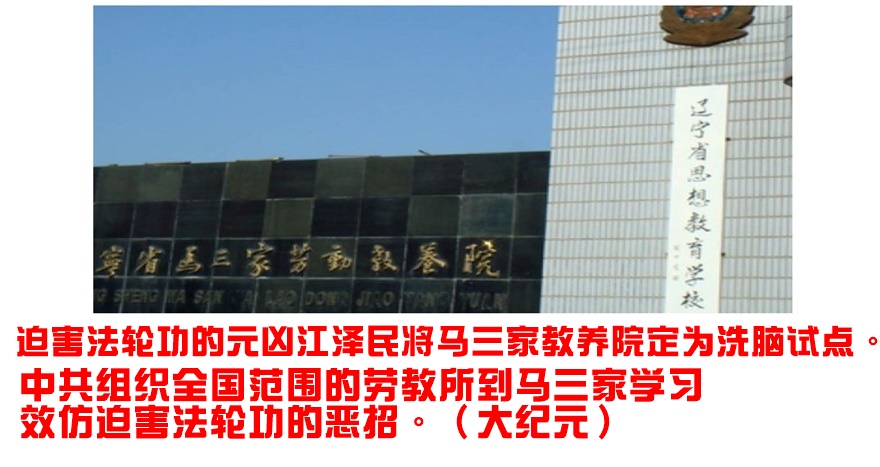 寧省馬三家劳動教養院
NG SHENG MA SAN JIA LAO DONG JIAO YANG YUAN
辽宁省思想教育学校
迫害法轮功的元凶江泽民将马三家教养院定为洗脑试点。
中共组织全国范围的劳教所到马三家学习
效仿迫害法轮功的恶招。（大纪元）